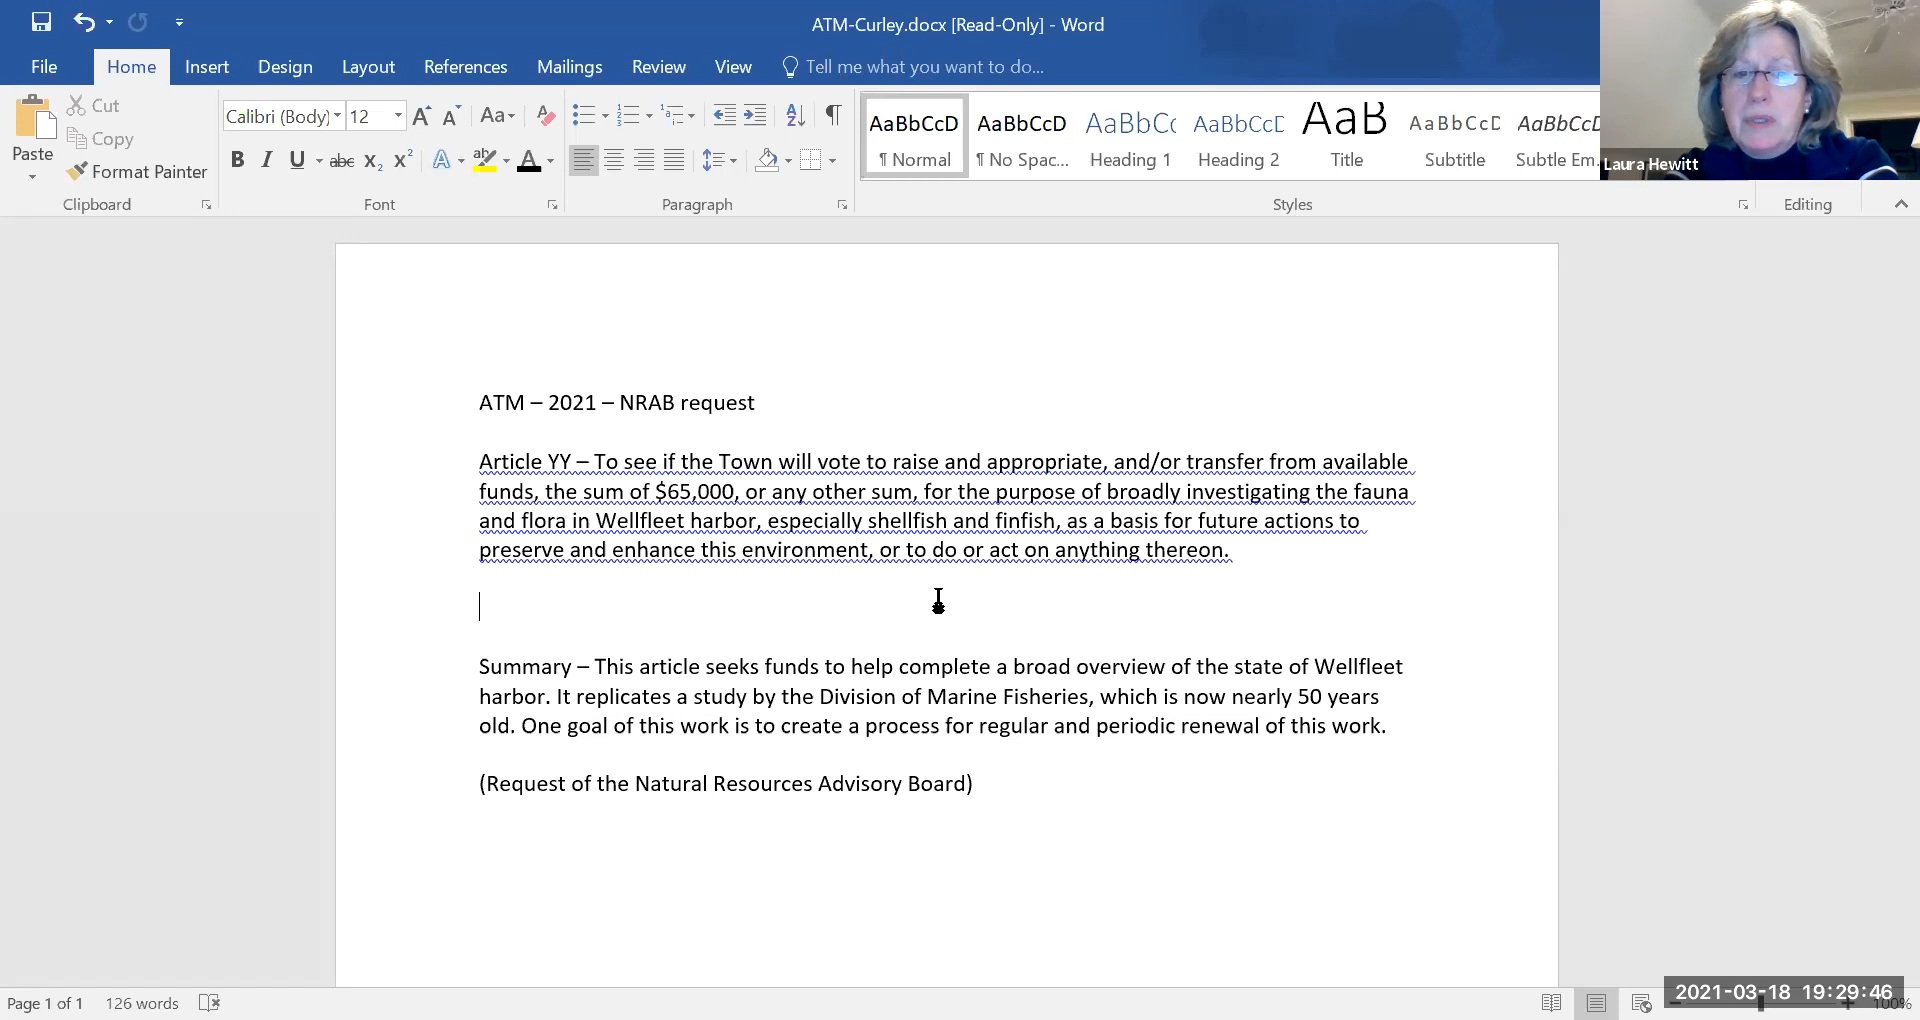 ATM-Curley.docx [Read-Only] - Word
File Home Insert Design Layout References Mailings Review View Tell me what you want to do...
Laura Hewitt
Paste
Cut
Copy
Format Painter
Clipboard
Calibri (Body) 12
Font
Paragraph
AaBbCcD AaBbCcD AaBbCc AaBbCcD AaB AaBbCcD AaBbCcD
¶ Normal ¶ No Spac... Heading 1 Heading 2 Title Subtitle Subtle Em
Styles
Editing
ATM – 2021 – NRAB request
Article YY – To see if the Town will vote to raise and appropriate, and/or transfer from available
funds, the sum of $65,000, or any other sum, for the purpose of broadly investigating the fauna
and flora in Wellfleet harbor, especially shellfish and finfish, as a basis for future actions to
preserve and enhance this environment, or to do or act on anything thereon.
Summary – This article seeks funds to help complete a broad overview of the state of Wellfleet
harbor. It replicates a study by the Division of Marine Fisheries, which is now nearly 50 years
old. One goal of this work is to create a process for regular and periodic renewal of this work.
(Request of the Natural Resources Advisory Board)
Page 1 of 1 126 words
2021-03-18 19:29:46
100%